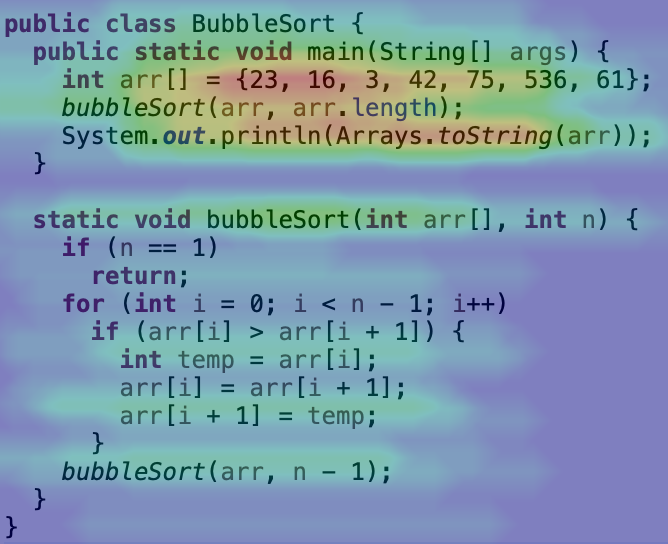 public class BubbleSort {
  public static void main(String[] args) {
    int arr[] = {23, 16, 3, 42, 75, 536, 61};
    bubbleSort(arr, arr.length);
    System.out.println(Arrays.toString(arr));
  }

  static void bubbleSort(int arr[], int n) {
    if (n == 1)
      return;
    for (int i = 0; i < n - 1; i++)
      if (arr[i] > arr[i + 1]) {
        int temp = arr[i];
        arr[i] = arr[i + 1];
        arr[i + 1] = temp;
      }
    bubbleSort(arr, n - 1);
  }
}